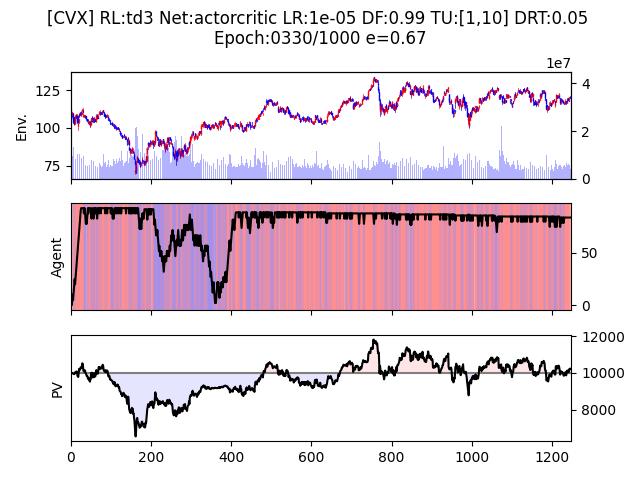 [CVX] RL:td3 Net:actorcritic LR:1e-05 DF:0.99 TU:[1,10] DRT:0.05
Epoch:0330/1000 e=0.67
1e7
125
100
75
Env.
4
2
0
Agent
50
0
PV
12000
10000
8000
0 200 400 600 800 1000 1200